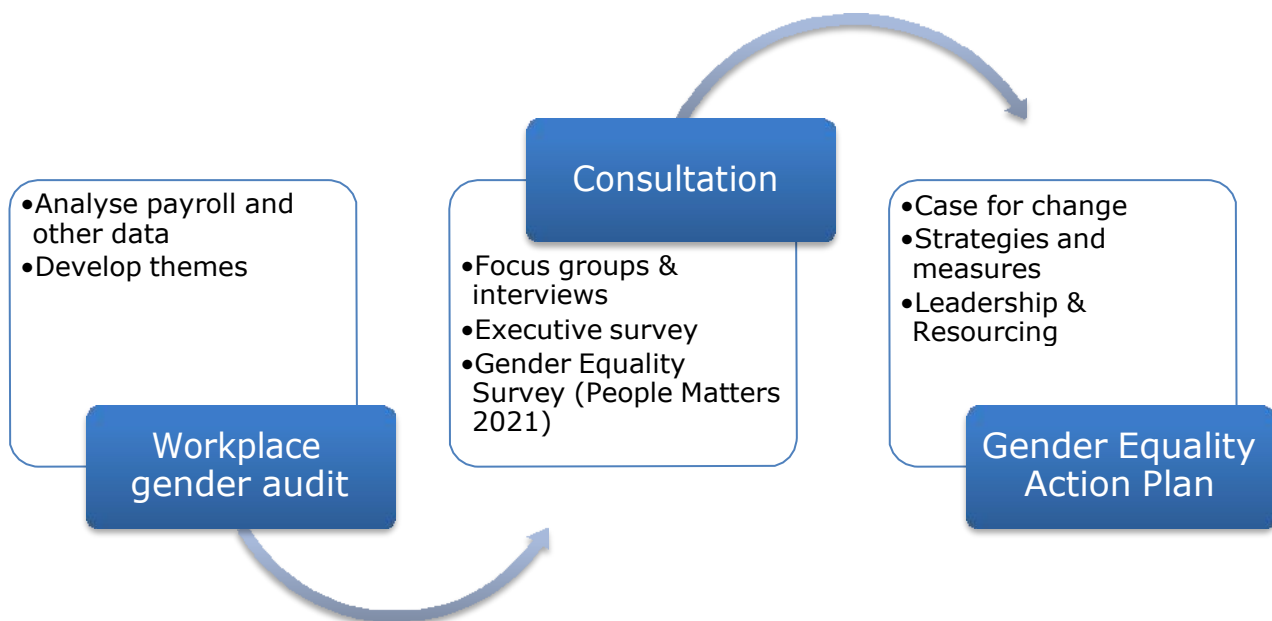 •Analyse payroll and
other data
•Develop themes
Workplace
gender audit
Consultation
•Focus groups &
interviews
•Executive survey
•Gender Equality
Survey (People Matters
2021)
•Case for change
•Strategies and
measures
•Leadership &
Resourcing
Gender Equality
Action Plan